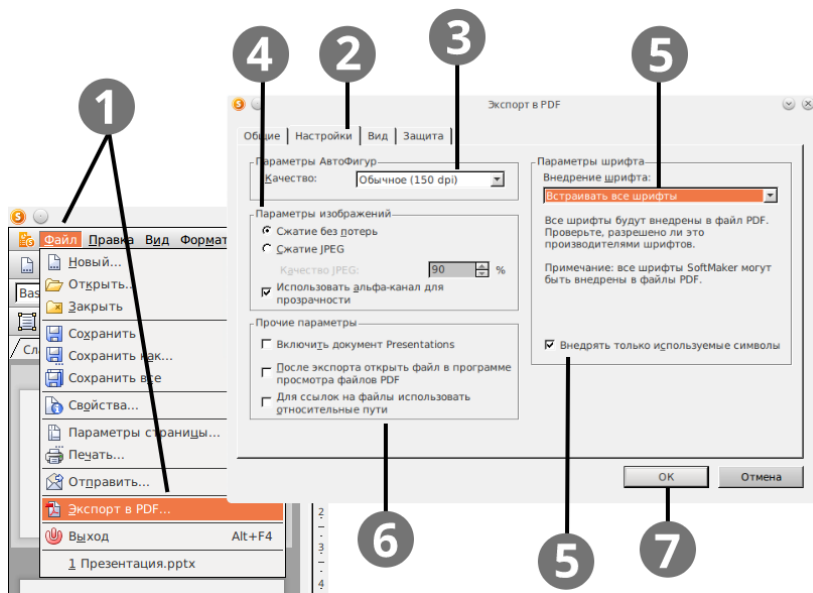 1
4
2
3
5
Экспорт в PDF
Общие
Настройки
Вид
Защита
Параметры АвтоФигур
Качество:
Обычное (150 dpi)
Параметры изображений
Сжатие без потерь
Сжатие JPEG
Качество JPEG:
90
%
Использовать альфа-канал для
прозрачности
Прочие параметры
Включить документ Presentations
После экспорта открыть файл в программе
просмотра файлов PDF
Для ссылок на файлы использовать
относительные пути
Параметры шрифта
Внедрение шрифта:
Встраивать все шрифты
Все шрифты будут внедрены в файл PDF.
Проверьте, разрешено ли это
производителями шрифтов.
Примечание: все шрифты SoftMaker могут
быть внедрены в файлы PDF.
Внедрять только используемые символы
OK
Отмена
Файл Правка Вид Формат
Bas
Сл
Новый...
Открыть...
Закрыть
Сохранить
Сохранить как...
Сохранить все
Свойства...
Параметры страницы...
Печать...
Отправить...
Экспорт в PDF...
Выход Alt+F4
1 Презентация.pptx
2
3
4
6
5
7